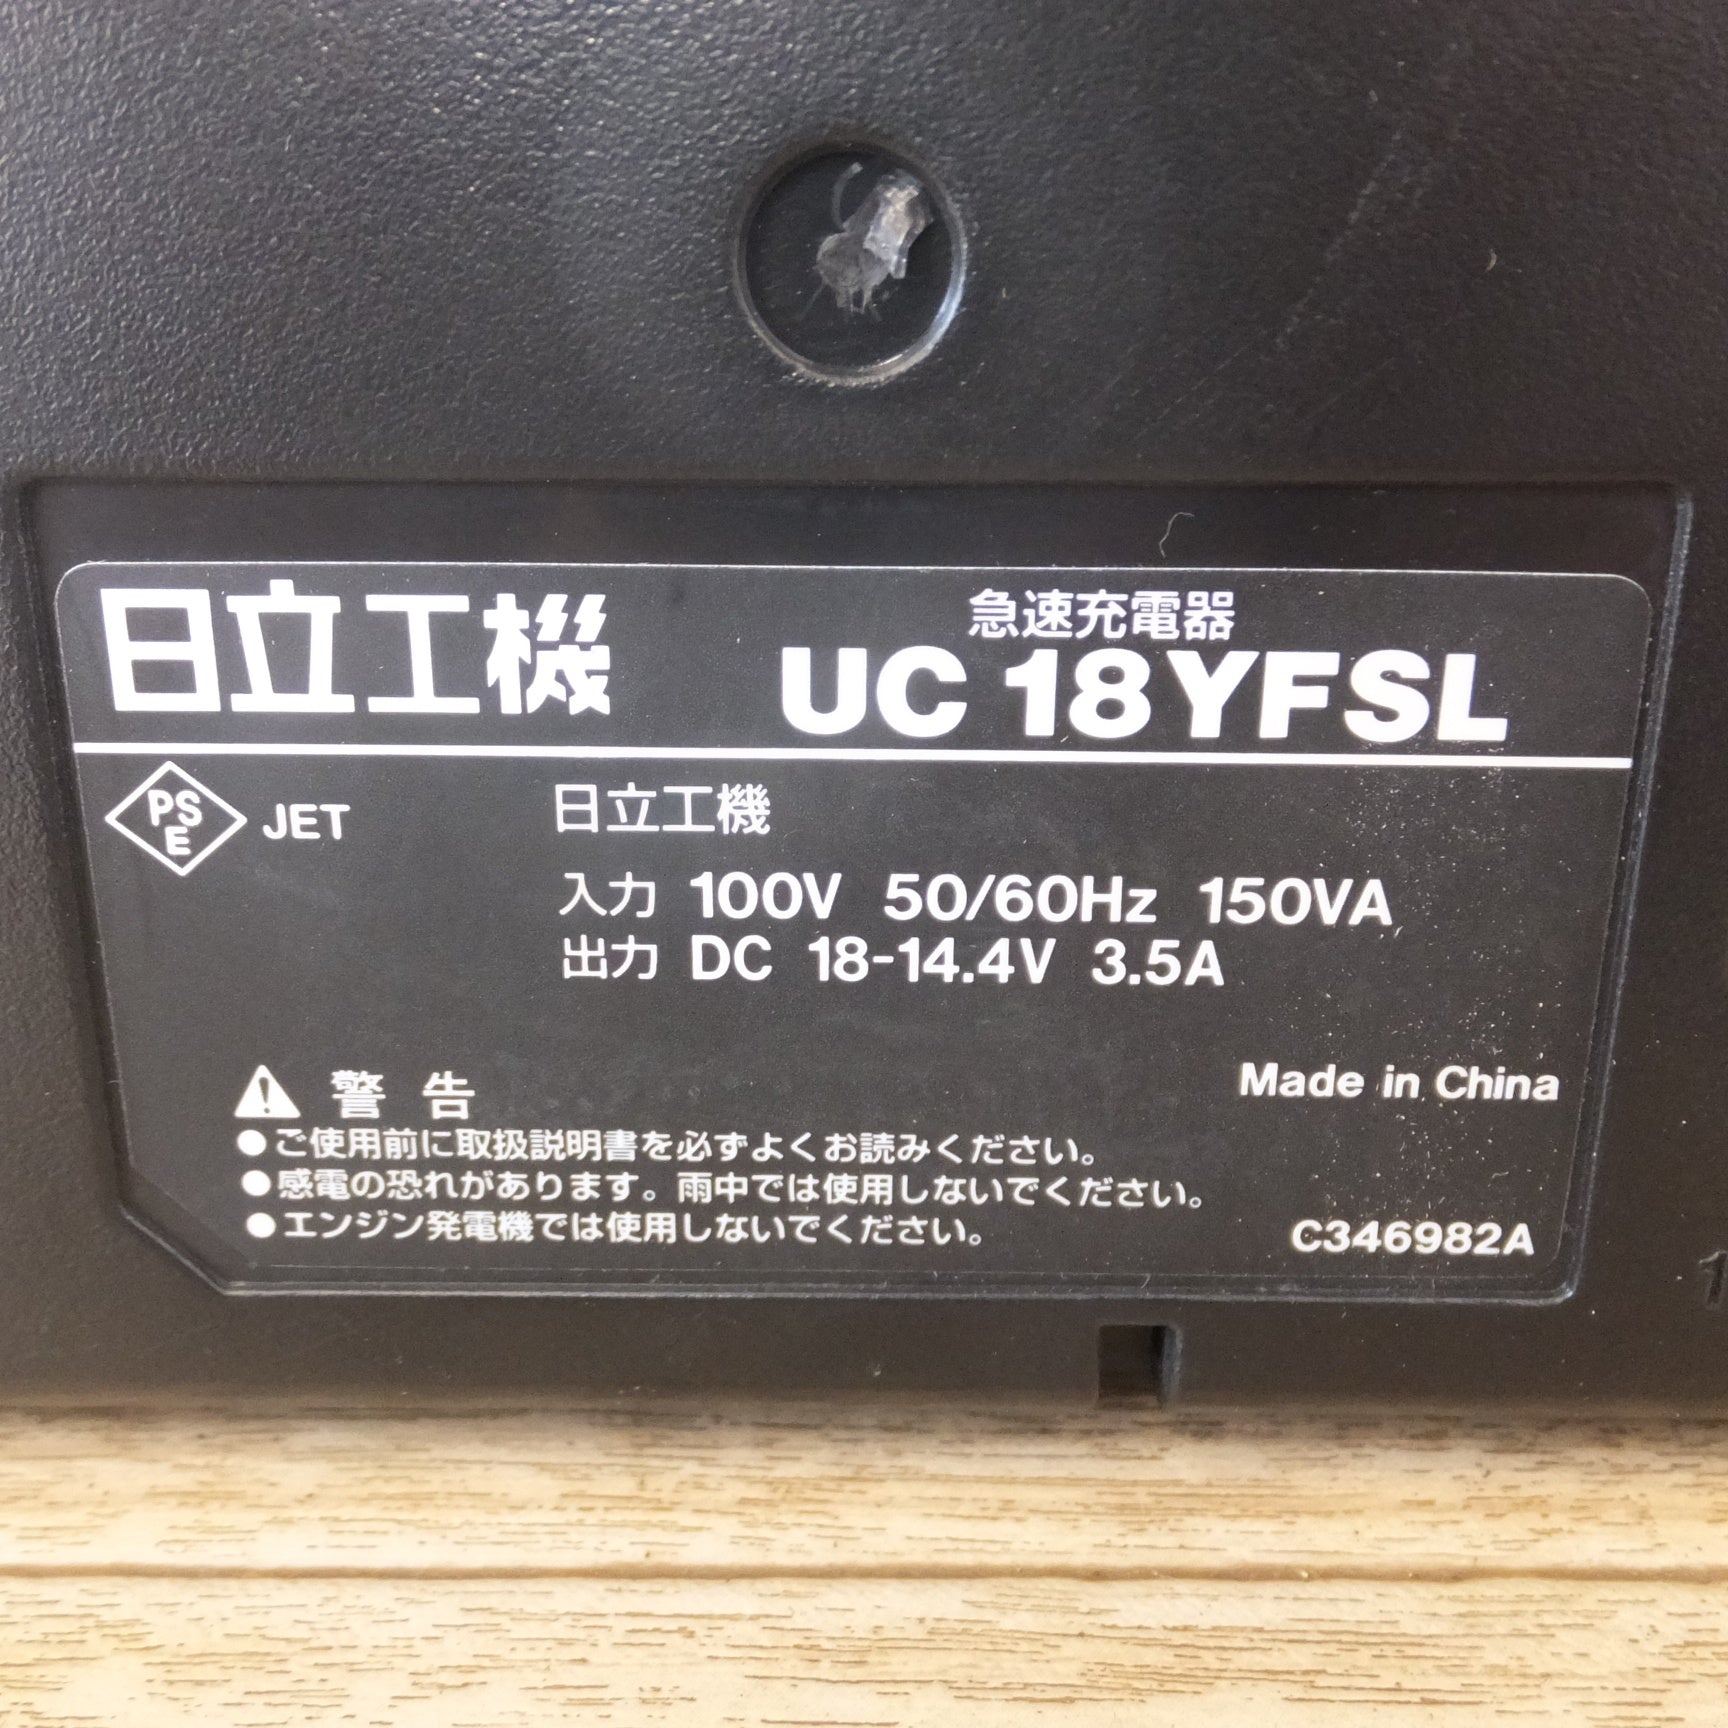 日立工機
急速充電器
UC 18YFSL
PSE JET
日立工機
入力 100V 50/60Hz 150VA
出力 DC 18-14.4V 3.5A
Made in China
警 告
●ご使用前に取扱説明書を必ずよくお読みください。
●感電の恐れがあります。雨中では使用しないでください。
●エンジン発電機では使用しないでください。
C346982A